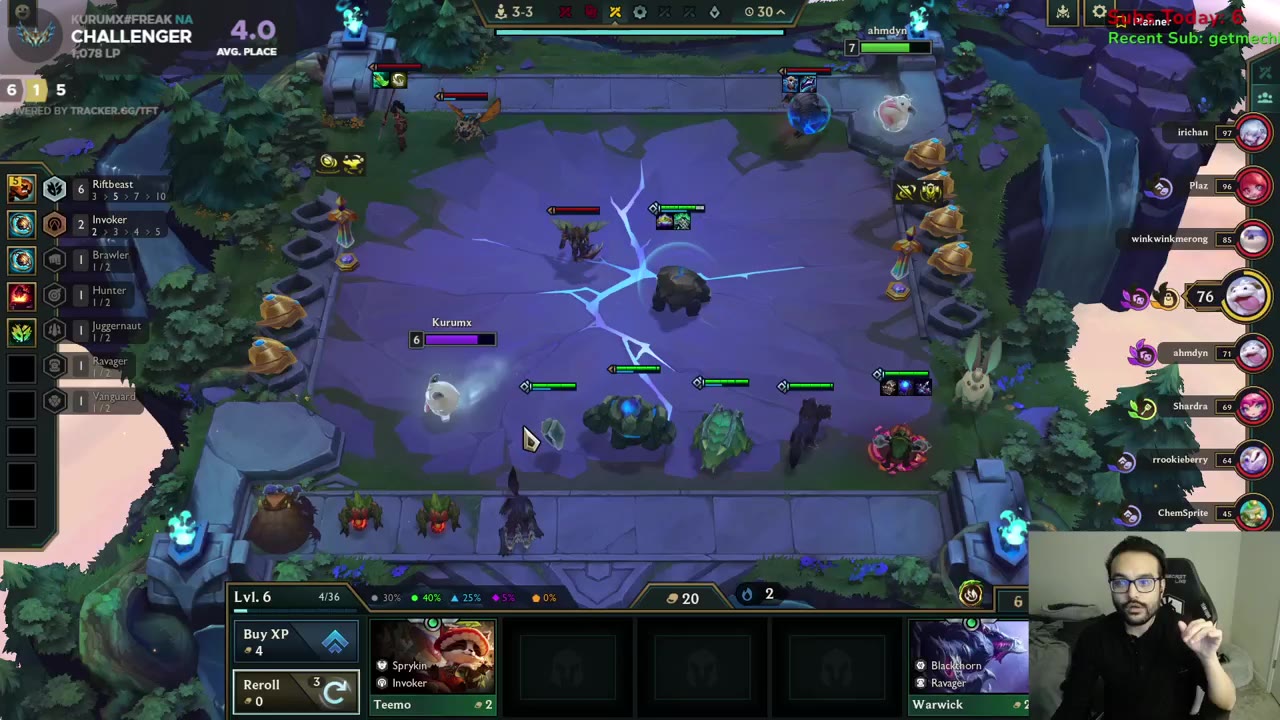 KURUMX#FREAK NA
CHALLENGER
1,078 LP
4.0
AVG. PLACE
6 1 5
POWERED BY TRACKER.GG/TFT
3-3
30
Planner
Subs Today: 6
Recent Sub: getmech
ahmdyn
7
irichan 97
Plaz 96
winkwinkmerong 85
76
ahmdyn 71
Shardra 69
rrookieberry 64
ChemSprite 45
6 Riftbeast
3 > 5 > 7 > 10
2 Invoker
2 > 3 > 4 > 5
1 Brawler
1 / 2
1 Hunter
1 / 2
1 Juggernaut
1 / 2
1 Ravager
1 / 2
1 Vanguard
1 / 2
Kurumx
6
Lvl. 6 4/36
30% 40% 25% 5% 0%
20
2
6
Buy XP
4
Reroll 3
0
Sprykin
Invoker
Teemo 2
Blackthorn
Ravager
Warwick 2